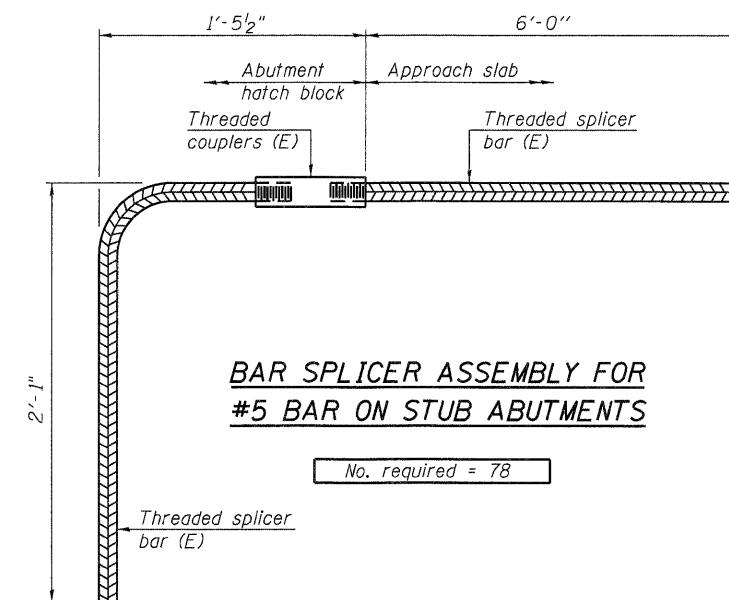 1'-5½" 6'-0"
Abutment
hatch block
Approach slab
Threaded
couplers (E)
Threaded splicer
bar (E)
2'-1"
BAR SPLICER ASSEMBLY FOR
#5 BAR ON STUB ABUTMENTS
No. required = 78
Threaded splicer
bar (E)